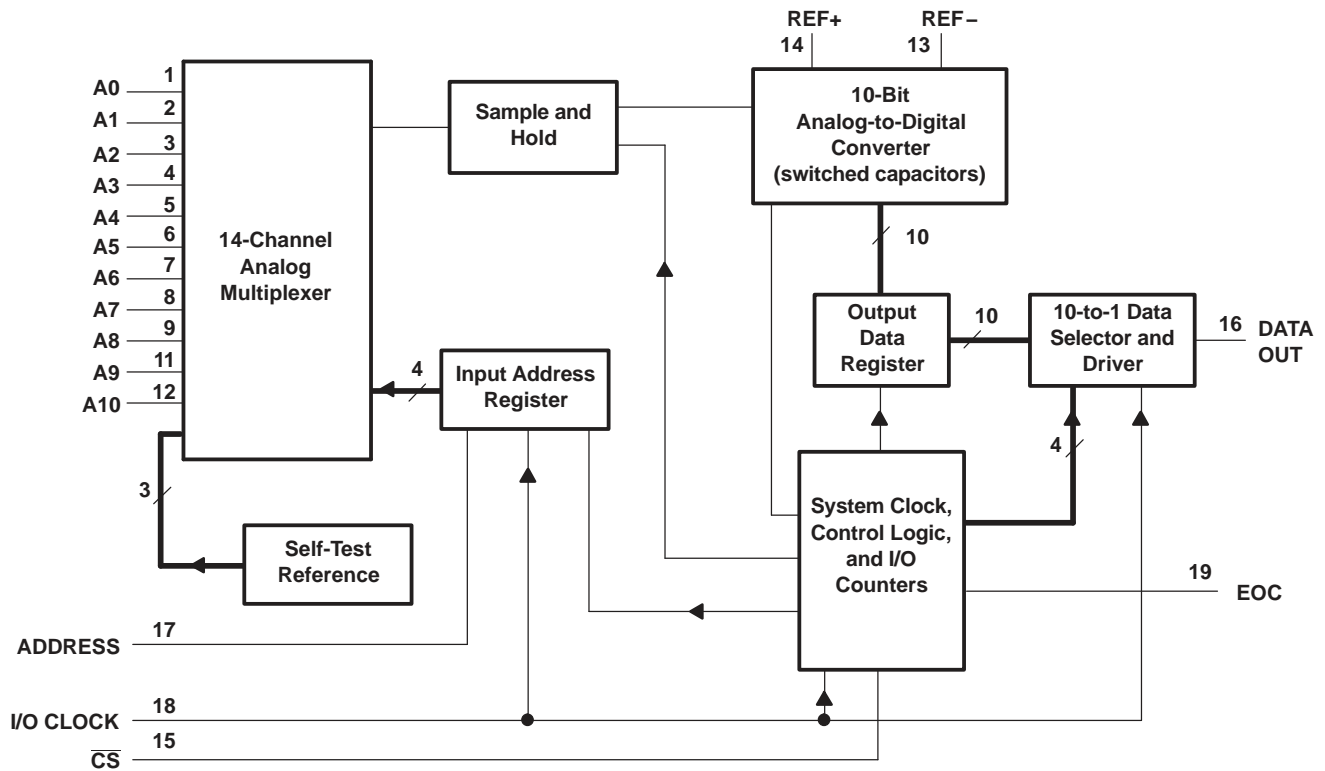 REF+
REF–
14
13
A0
1
A1
2
A2
3
A3
4
A4
5
A5
6
A6
7
A7
8
A8
9
A9
11
A10
12
14-Channel
Analog
Multiplexer
Sample and
Hold
10-Bit
Analog-to-Digital
Converter
(switched capacitors)
10
Output
Data
Register
10
10-to-1 Data
Selector and
Driver
16
DATA
OUT
4
Input Address
Register
4
3
Self-Test
Reference
System Clock,
Control Logic,
and I/O
Counters
19
EOC
ADDRESS
17
I/O CLOCK
18
C̅S̅
15